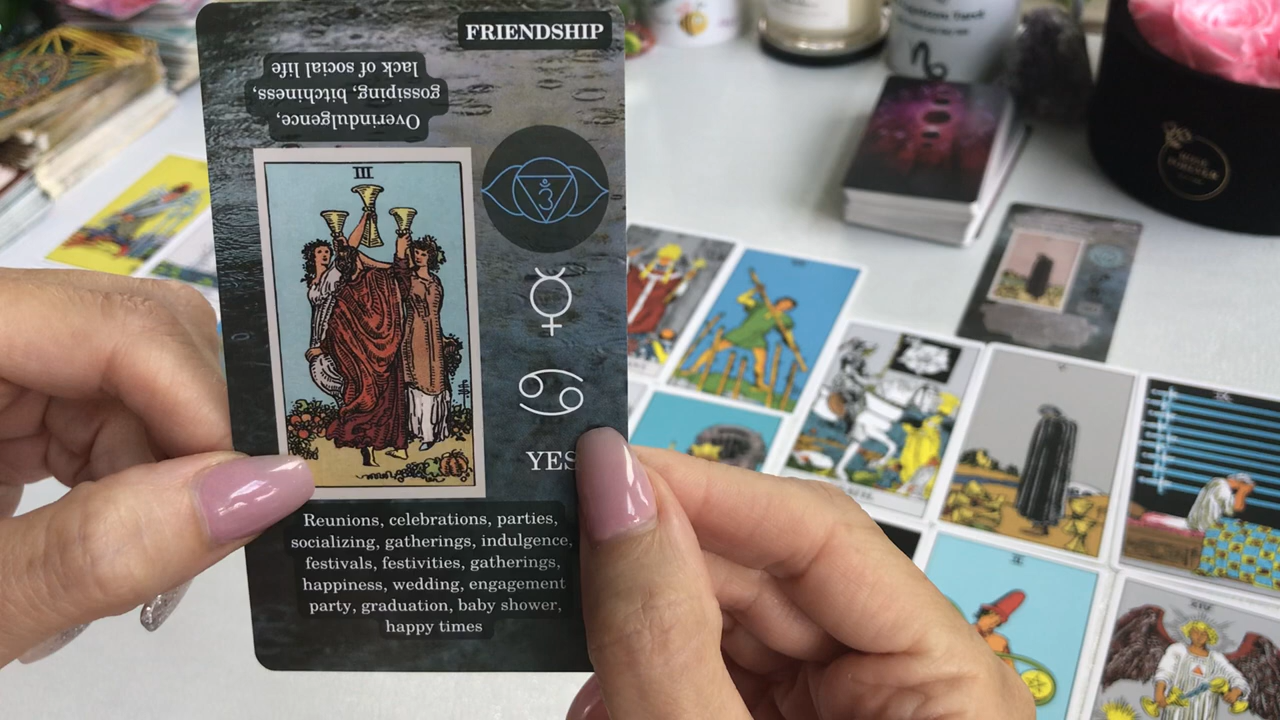 FRIENDSHIP
Overindulgence,
gossiping, bitchiness,
lack of social life
III
YES
Reunions, celebrations, parties,
socializing, gatherings, indulgence,
festivals, festivities, gatherings,
happiness, wedding, engagement
party, graduation, baby shower,
happy times
XIV